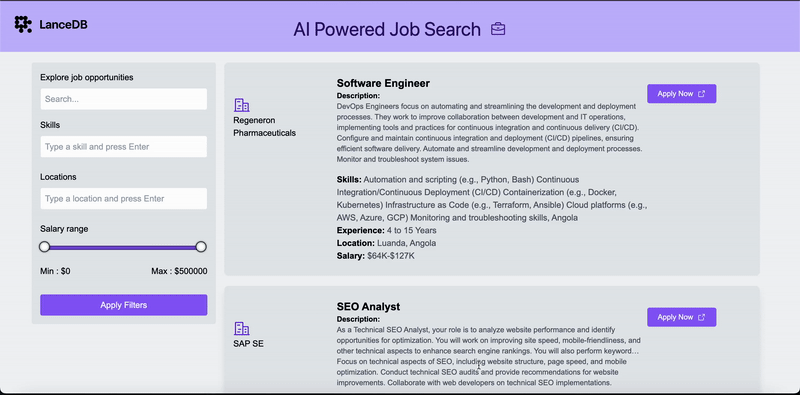 LanceDB
AI Powered Job Search
Explore job opportunities
Search...
Skills
Type a skill and press Enter
Locations
Type a location and press Enter
Salary range
Min : $0
Max : $500000
Apply Filters
Regeneron
Pharmaceuticals
Software Engineer
Description:
DevOps Engineers focus on automating and streamlining the development and deployment
processes. They work to improve collaboration between development and IT operations,
implementing tools and practices for continuous integration and continuous delivery (CI/CD).
Configure and maintain continuous integration and deployment (CI/CD) pipelines, ensuring
efficient software delivery. Automate and streamline development and deployment processes.
Monitor and troubleshoot system issues.
Skills: Automation and scripting (e.g., Python, Bash) Continuous
Integration/Continuous Deployment (CI/CD) Containerization (e.g., Docker,
Kubernetes) Infrastructure as Code (e.g., Terraform, Ansible) Cloud platforms (e.g.,
AWS, Azure, GCP) Monitoring and troubleshooting skills, Angola
Experience: 4 to 15 Years
Location: Luanda, Angola
Salary: $64K-$127K
Apply Now
SAP SE
SEO Analyst
Description:
As a Technical SEO Analyst, your role is to analyze website performance and identify
opportunities for optimization. You will work on improving site speed, mobile-friendliness, and
other technical aspects to enhance search engine rankings. You will also perform keyword...
Focus on technical aspects of SEO, including website structure, page speed, and mobile
optimization. Conduct technical SEO audits and provide recommendations for website
improvements. Collaborate with web developers on technical SEO implementations.
Apply Now